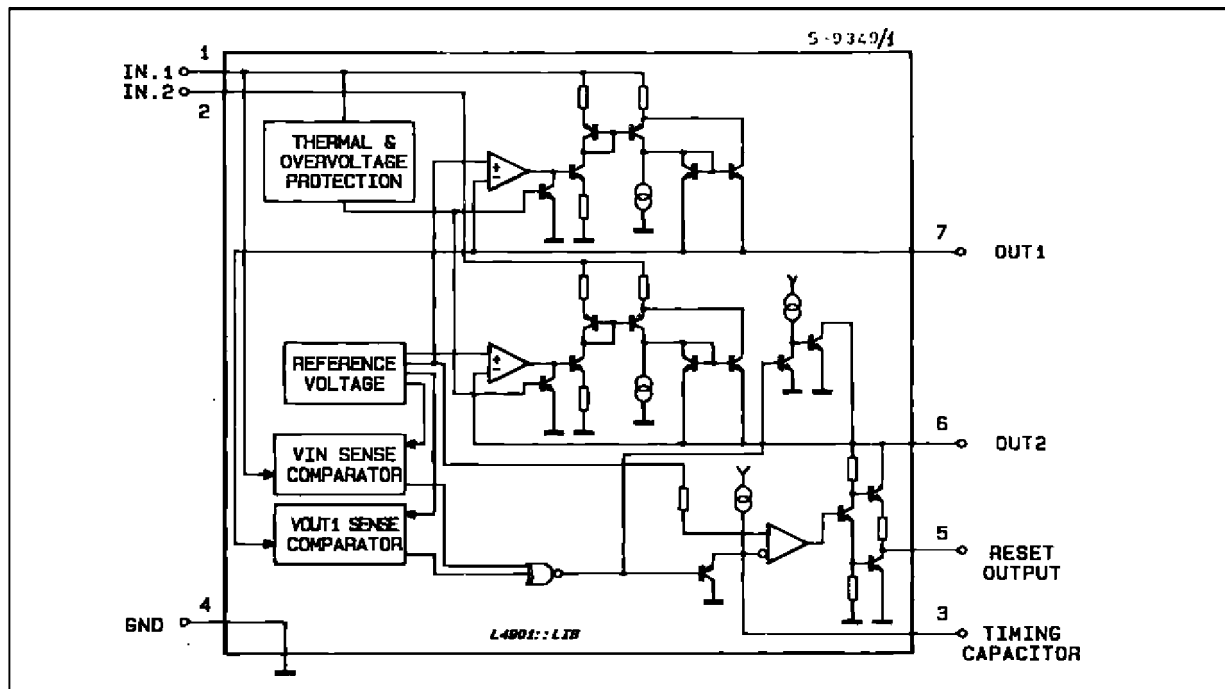 S-9349/1
1
IN.1
IN.2
2
THERMAL &
OVERVOLTAGE
PROTECTION
+
-
7
OUT1
REFERENCE
VOLTAGE
+
-
6
OUT2
VIN SENSE
COMPARATOR
VOUT1 SENSE
COMPARATOR
5
RESET
OUTPUT
4
GND
3
TIMING
CAPACITOR
L4901::LIB